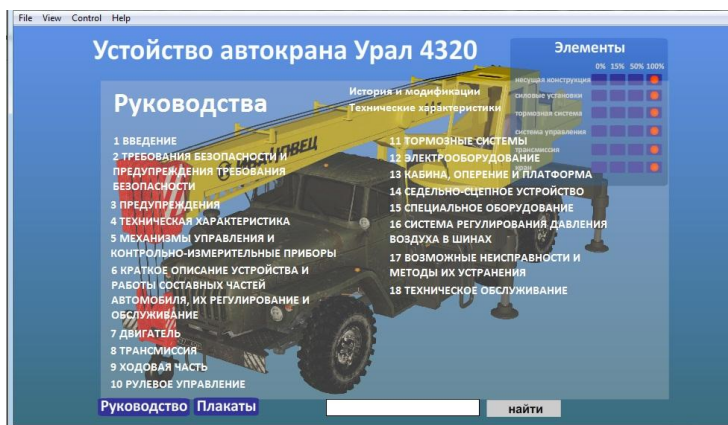 File View Control Help
Устойство автокрана Урал 4320
Элементы
0% 15% 50% 100%
несущая конструкция
силовые установки
тормозная система
система управления
трансмиссия
кран
История и модификации
Технические характеристики
Руководства
1 ВВЕДЕНИЕ
2 ТРЕБОВАНИЯ БЕЗОПАСНОСТИ И
ПРЕДУПРЕЖДЕНИЯ ТРЕБОВАНИЯ
БЕЗОПАСНОСТИ
3 ПРЕДУПРЕЖДЕНИЯ
4 ТЕХНИЧЕСКАЯ ХАРАКТЕРИСТИКА
5 МЕХАНИЗМЫ УПРАВЛЕНИЯ И
КОНТРОЛЬНО-ИЗМЕРИТЕЛЬНЫЕ ПРИБОРЫ
6 КРАТКОЕ ОПИСАНИЕ УСТРОЙСТВА И
РАБОТЫ СОСТАВНЫХ ЧАСТЕЙ
АВТОМОБИЛЯ, ИХ РЕГУЛИРОВАНИЕ И
ОБСЛУЖИВАНИЕ
7 ДВИГАТЕЛЬ
8 ТРАНСМИССИЯ
9 ХОДОВАЯ ЧАСТЬ
10 РУЛЕВОЕ УПРАВЛЕНИЕ
11 ТОРМОЗНЫЕ СИСТЕМЫ
12 ЭЛЕКТРООБОРУДОВАНИЕ
13 КАБИНА, ОПЕРЕНИЕ И ПЛАТФОРМА
14 СЕДЕЛЬНО-СЦЕПНОЕ УСТРОЙСТВО
15 СПЕЦИАЛЬНОЕ ОБОРУДОВАНИЕ
16 СИСТЕМА РЕГУЛИРОВАНИЯ ДАВЛЕНИЯ
ВОЗДУХА В ШИНАХ
17 ВОЗМОЖНЫЕ НЕИСПРАВНОСТИ И
МЕТОДЫ ИХ УСТРАНЕНИЯ
18 ТЕХНИЧЕСКОЕ ОБСЛУЖИВАНИЕ
ИВАНОВЕЦ
Руководство Плакаты
найти